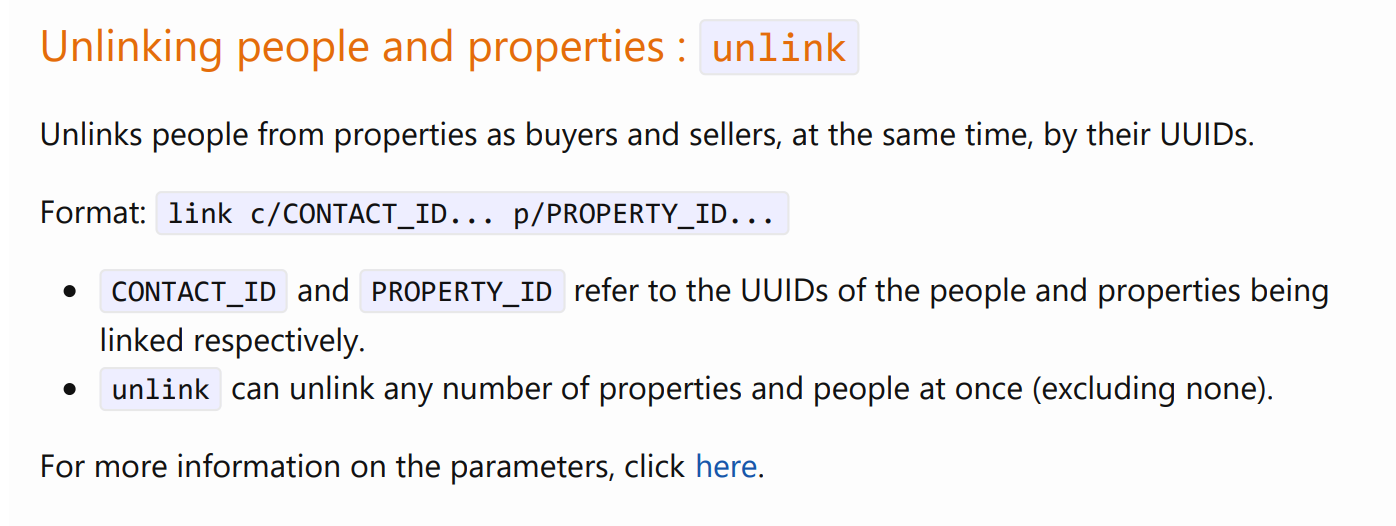 Unlinking people and properties : unlink
Unlinks people from properties as buyers and sellers, at the same time, by their UUIDs.
Format: link c/CONTACT_ID... p/PROPERTY_ID...
CONTACT_ID and PROPERTY_ID refer to the UUIDs of the people and properties being
linked respectively.
unlink can unlink any number of properties and people at once (excluding none).
For more information on the parameters, click here.